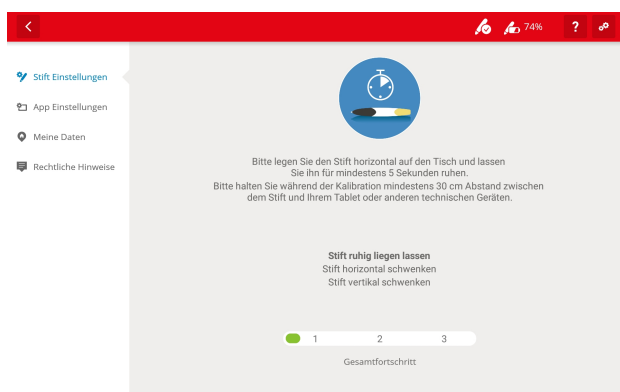 74%
?
Stift Einstellungen
App Einstellungen
Meine Daten
Rechtliche Hinweise
Bitte legen Sie den Stift horizontal auf den Tisch und lassen
Sie ihn für mindestens 5 Sekunden ruhen.
Bitte halten Sie während der Kalibration mindestens 30 cm Abstand zwischen
dem Stift und Ihrem Tablet oder anderen technischen Geräten.
Stift ruhig liegen lassen
Stift horizontal schwenken
Stift vertikal schwenken
1 2 3
Gesamtfortschritt